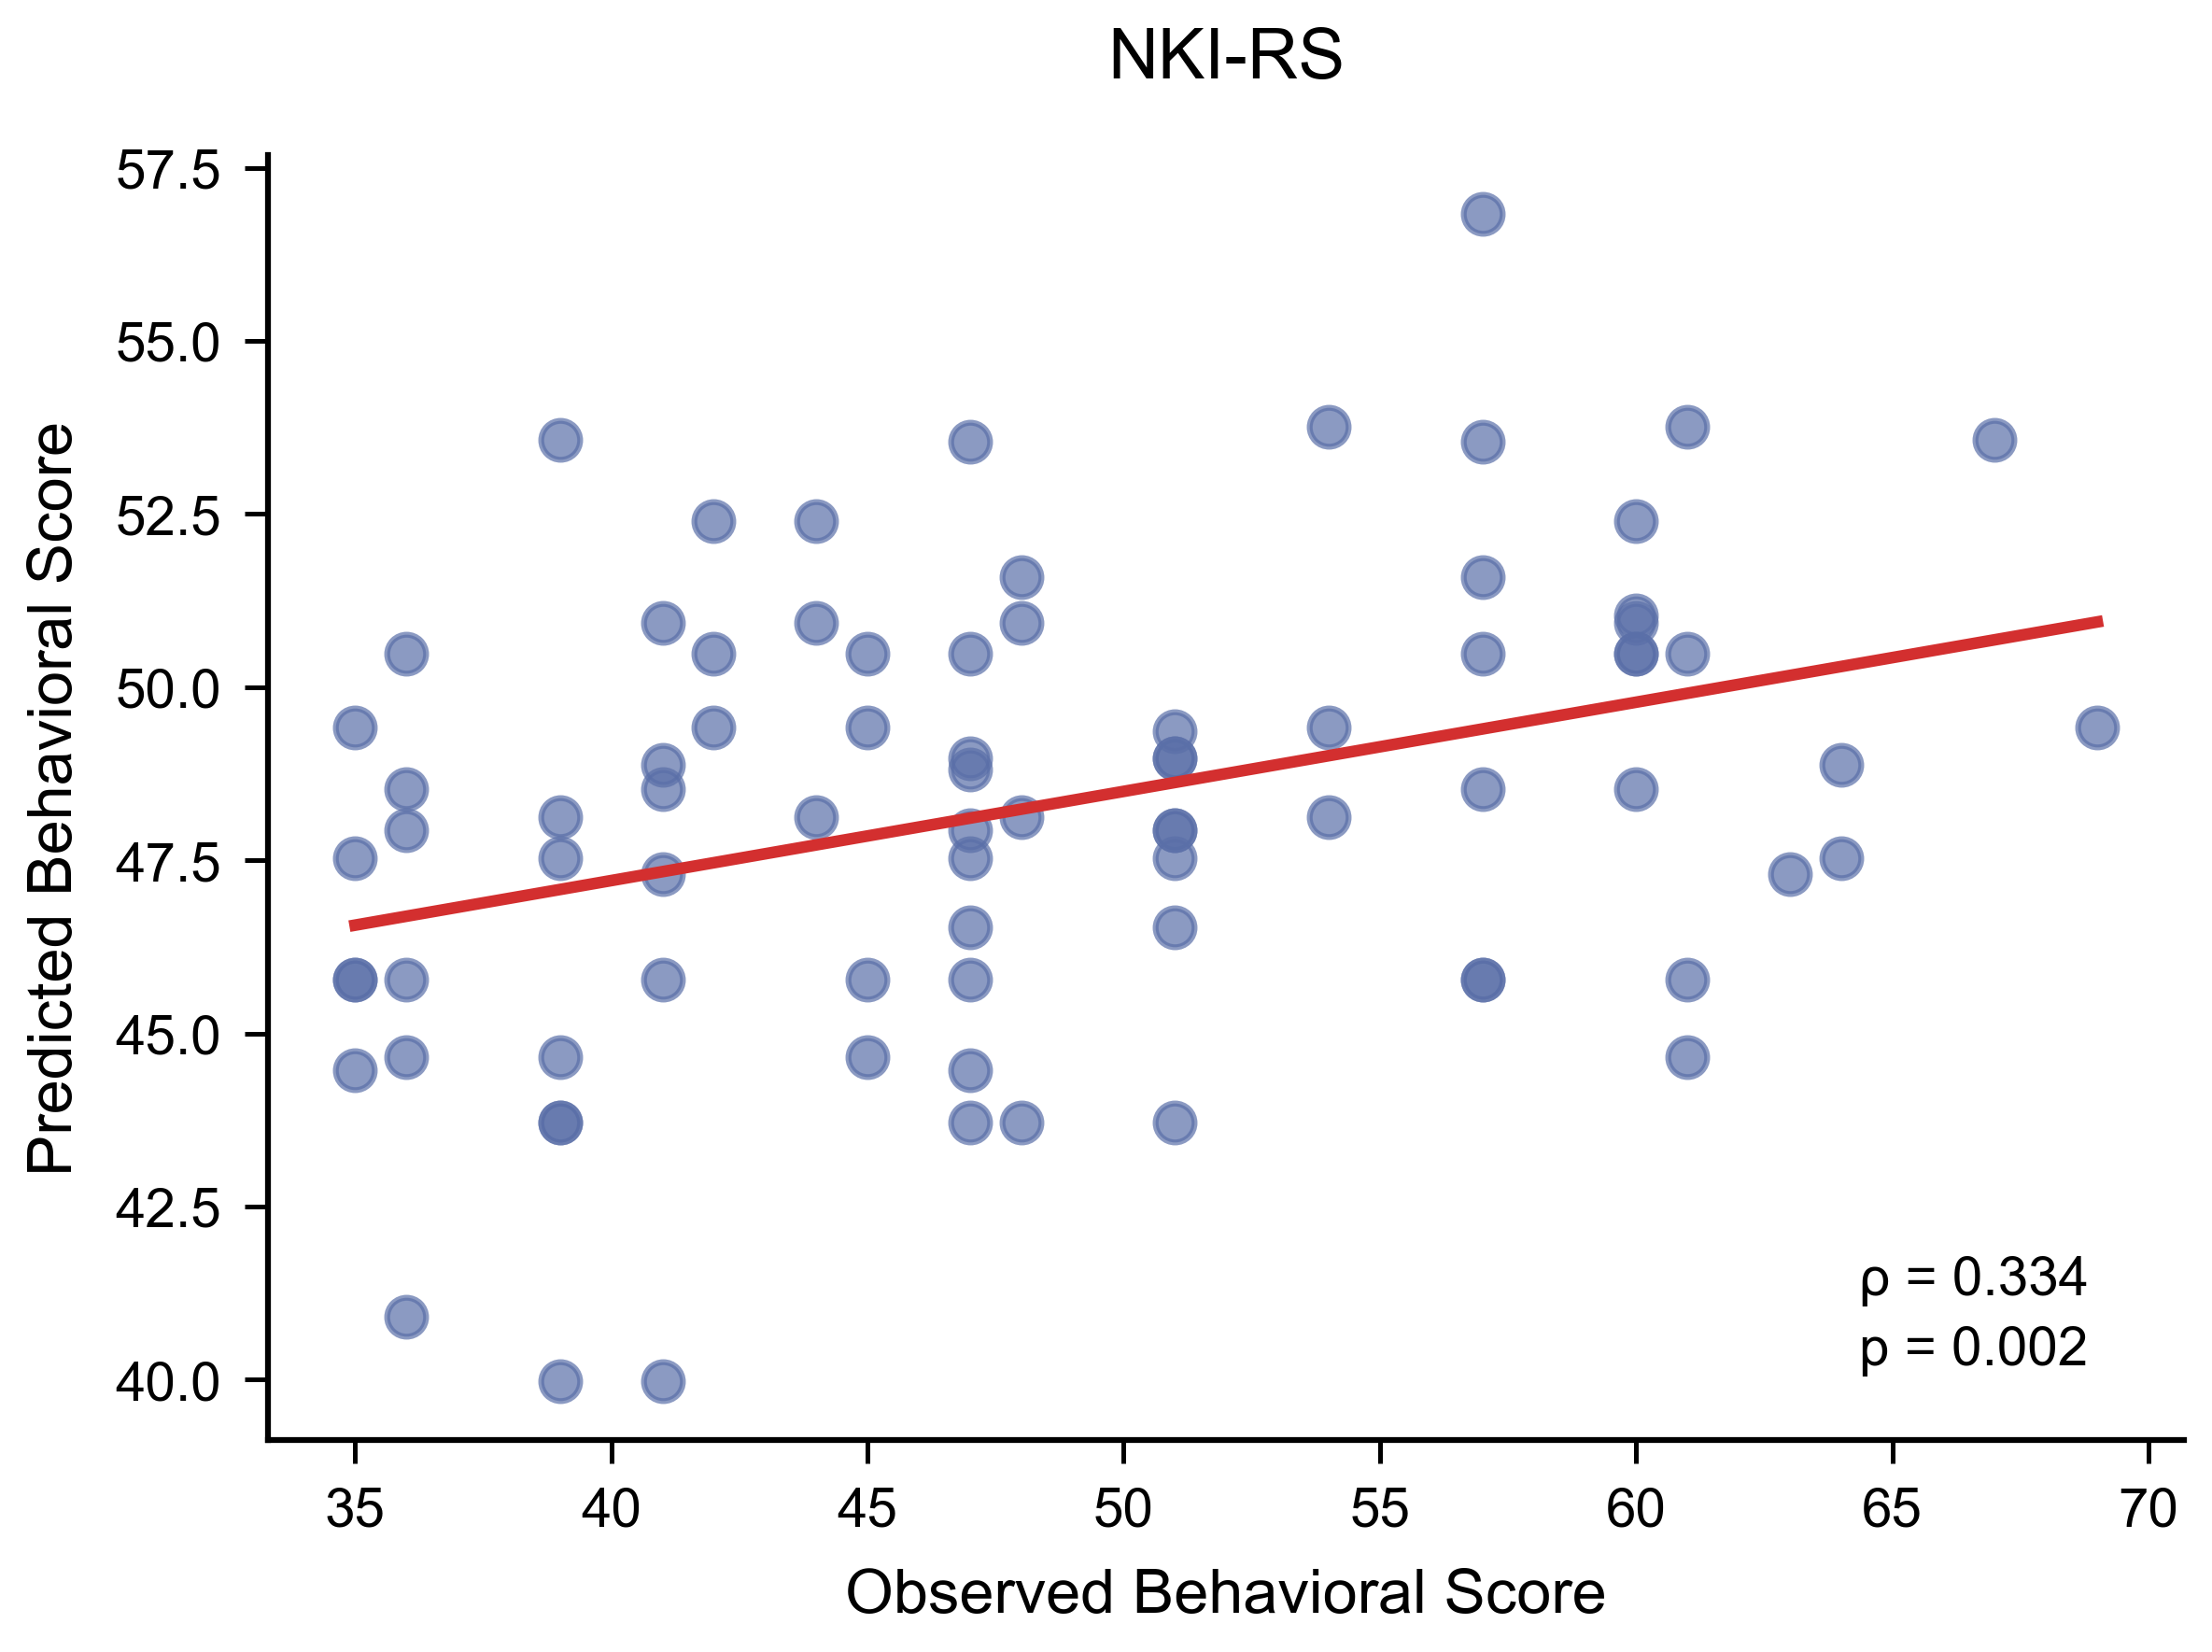 NKI-RS
57.5
55.0
52.5
50.0
47.5
45.0
42.5
40.0
Predicted Behavioral Score
ρ = 0.334
p = 0.002
35 40 45 50 55 60 65 70
Observed Behavioral Score